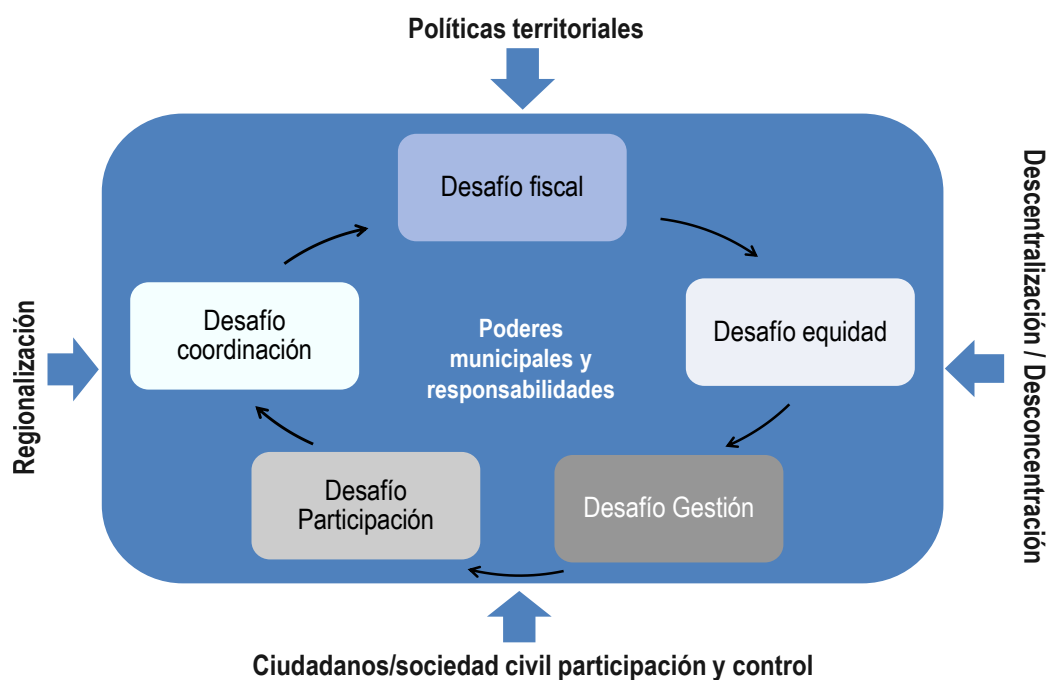 Políticas territoriales
Desafío fiscal
Desafío
coordinación
Poderes
municipales y
responsabilidades
Desafío equidad
Desafío
Participación
Desafío Gestión
Regionalización
Descentralización / Desconcentración
Ciudadanos/sociedad civil participación y control